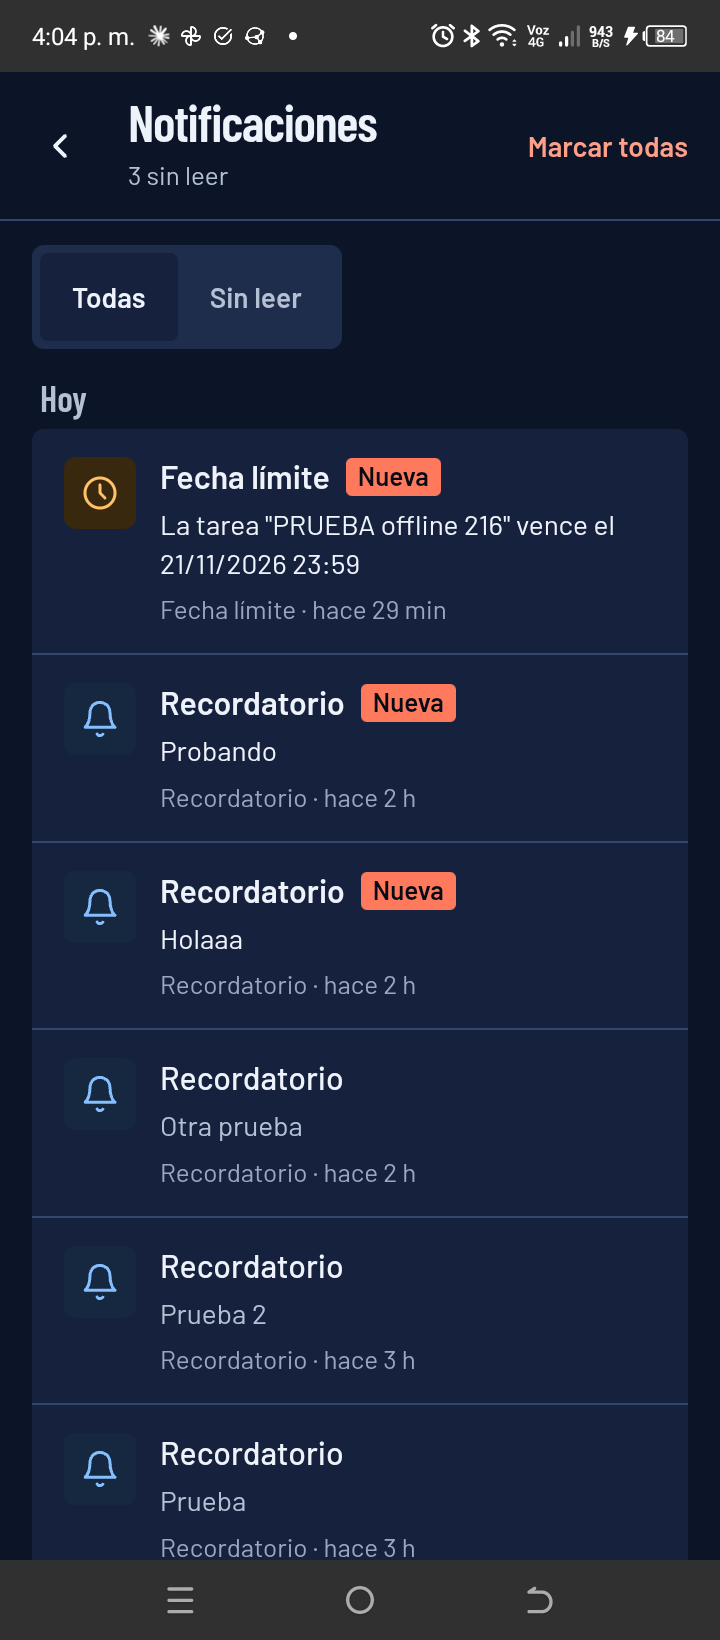 4:04 p. m.
Voz
4G
943
B/S
84
Notificaciones
3 sin leer
Marcar todas
Todas
Sin leer
Hoy
Fecha límite
Nueva
La tarea "PRUEBA offline 216" vence el
21/11/2026 23:59
Fecha límite · hace 29 min
Recordatorio
Nueva
Probando
Recordatorio · hace 2 h
Recordatorio
Nueva
Holaaa
Recordatorio · hace 2 h
Recordatorio
Otra prueba
Recordatorio · hace 2 h
Recordatorio
Prueba 2
Recordatorio · hace 3 h
Recordatorio
Prueba
Recordatorio · hace 3 h